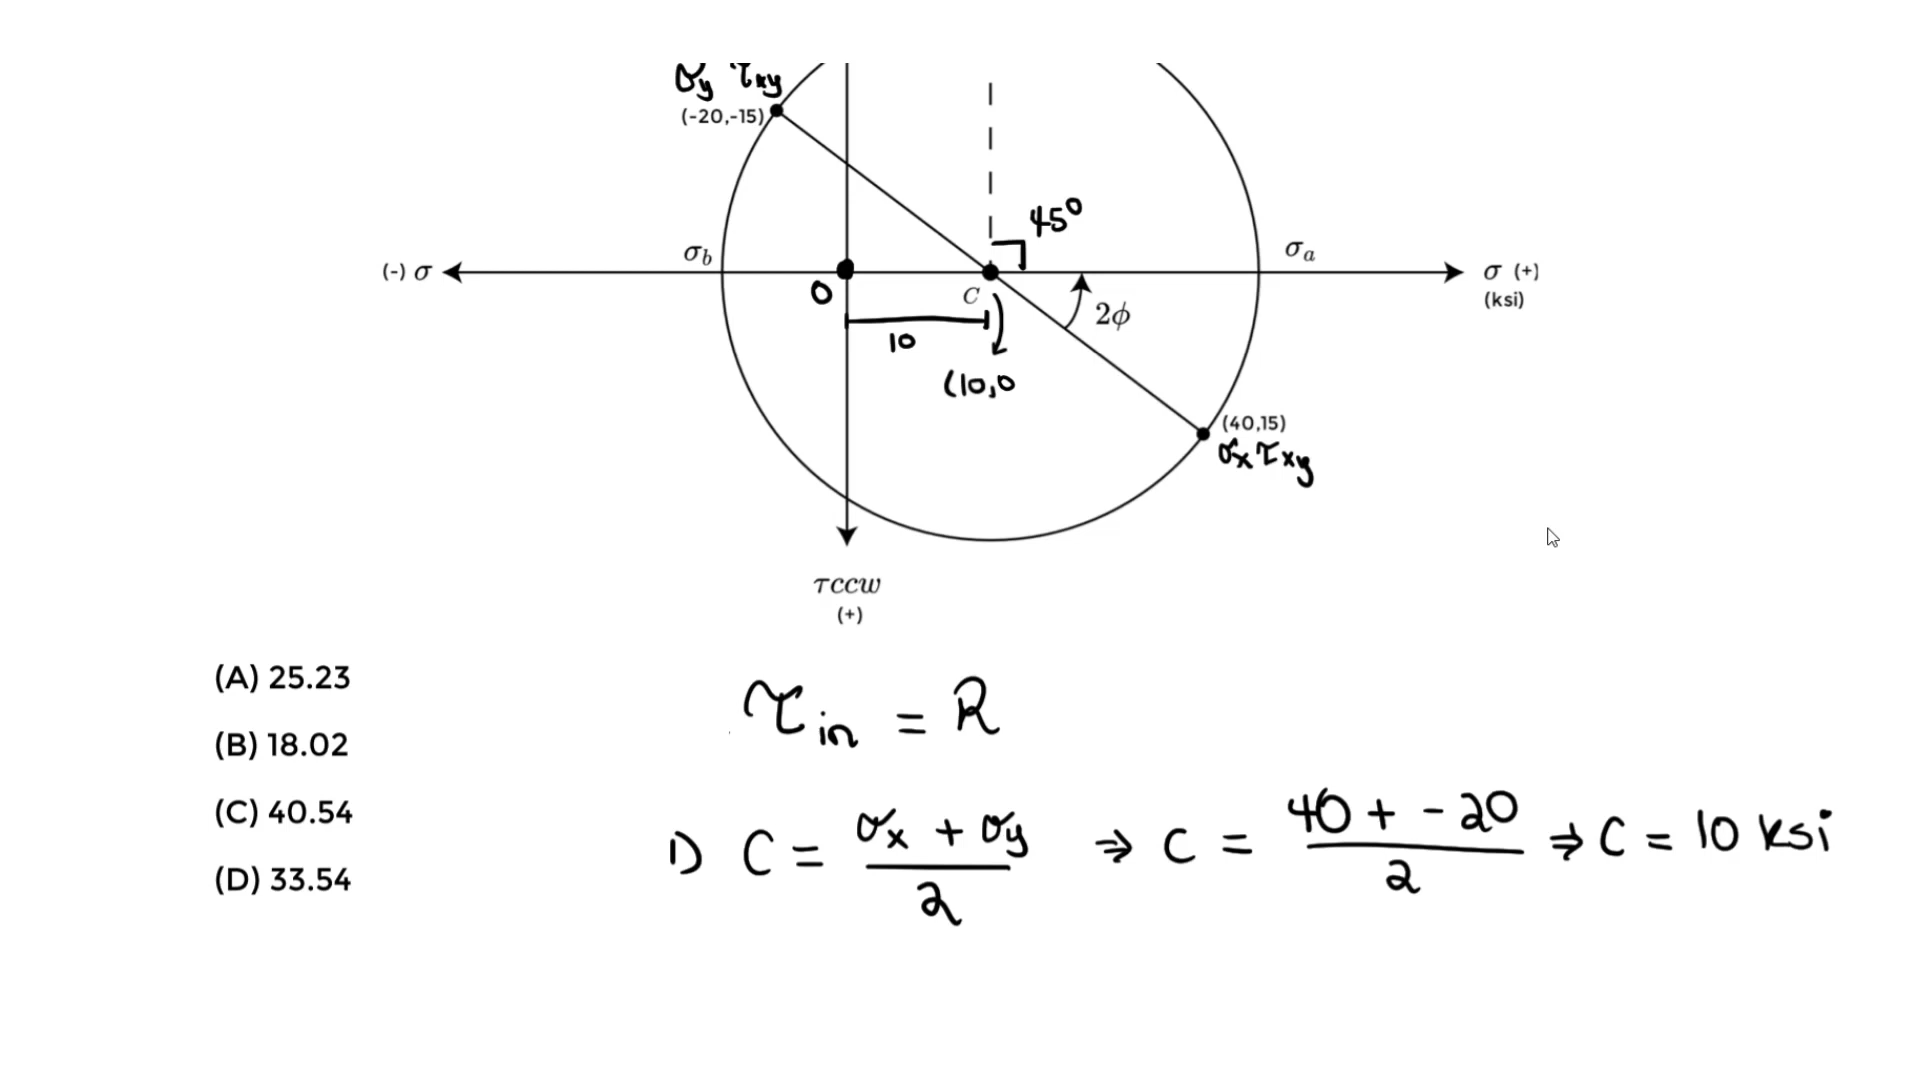 σy τxy
(-20,-15)
45°
(-) σ
σb
σa
σ (+)
(ksi)
0
C
2ϕ
10
(10,0
(40,15)
σx τxy
τccw
(+)
(A) 25.23
(B) 18.02
(C) 40.54
(D) 33.54
τin = R
1) C = σx + σy / 2 ⇒ C = 40 + -20 / 2 ⇒ C = 10 ksi